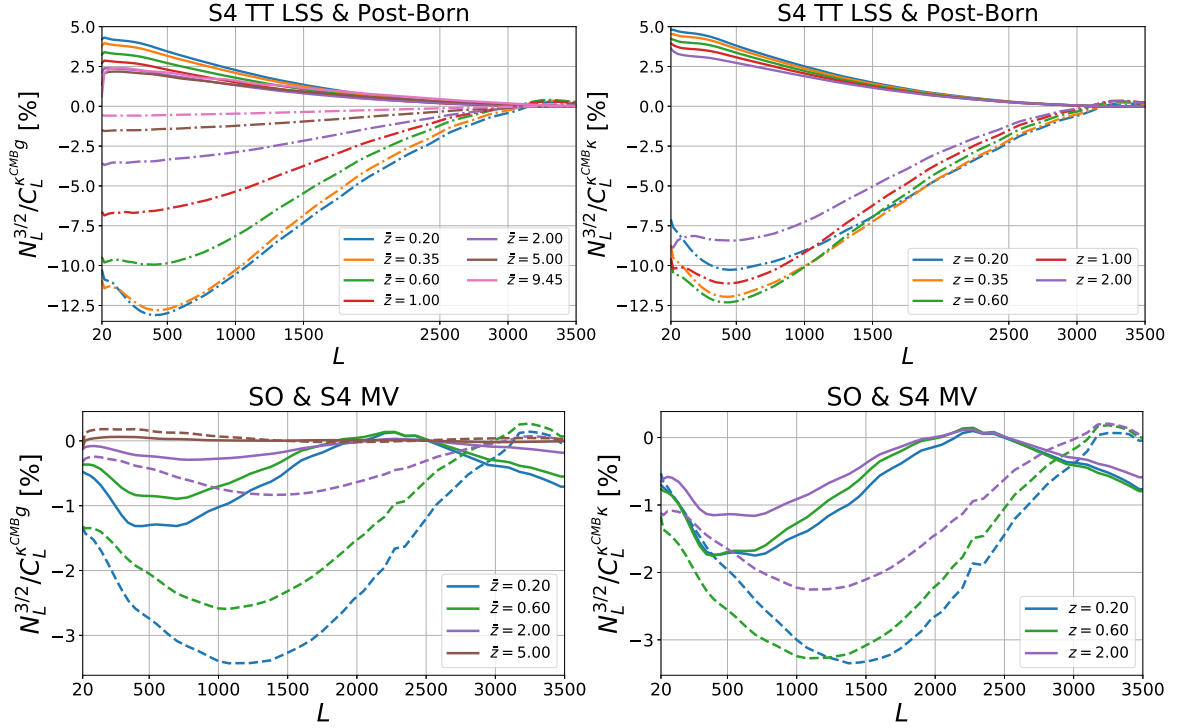 S4 TT LSS & Post-Born
N_L^{3/2}/C_L^{κ^{CMB}g} [%]
5.0
2.5
0.0
−2.5
−5.0
−7.5
−10.0
−12.5
z̄ = 0.20
z̄ = 0.35
z̄ = 0.60
z̄ = 1.00
z̄ = 2.00
z̄ = 5.00
z̄ = 9.45
20 500 1000 1500 2000 2500 3000 3500
L
S4 TT LSS & Post-Born
N_L^{3/2}/C_L^{κ^{CMB}κ} [%]
5.0
2.5
0.0
−2.5
−5.0
−7.5
−10.0
−12.5
z = 0.20
z = 0.35
z = 0.60
z = 1.00
z = 2.00
20 500 1000 1500 2000 2500 3000 3500
L
SO & S4 MV
N_L^{3/2}/C_L^{κ^{CMB}g} [%]
0
−1
−2
−3
z̄ = 0.20
z̄ = 0.60
z̄ = 2.00
z̄ = 5.00
20 500 1000 1500 2000 2500 3000 3500
L
SO & S4 MV
N_L^{3/2}/C_L^{κ^{CMB}κ} [%]
0
−1
−2
−3
z = 0.20
z = 0.60
z = 2.00
20 500 1000 1500 2000 2500 3000 3500
L